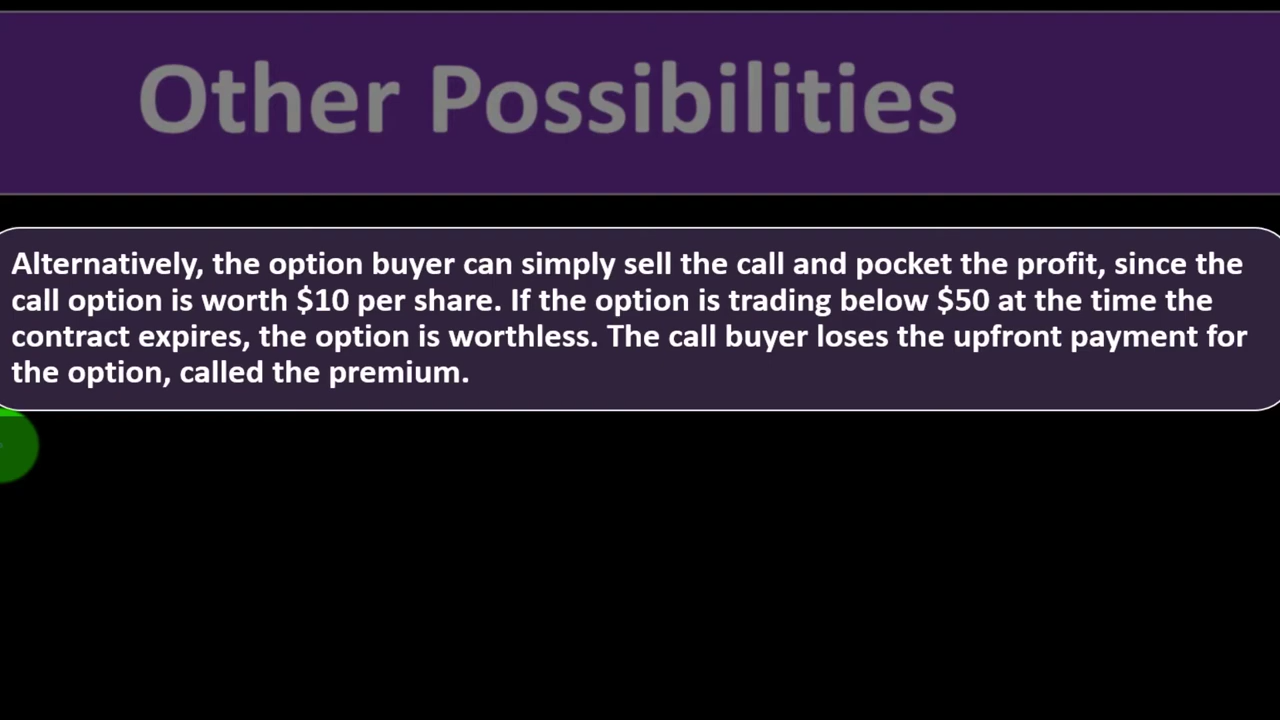 Other Possibilities
Alternatively, the option buyer can simply sell the call and pocket the profit, since the
call option is worth $10 per share. If the option is trading below $50 at the time the
contract expires, the option is worthless. The call buyer loses the upfront payment for
the option, called the premium.